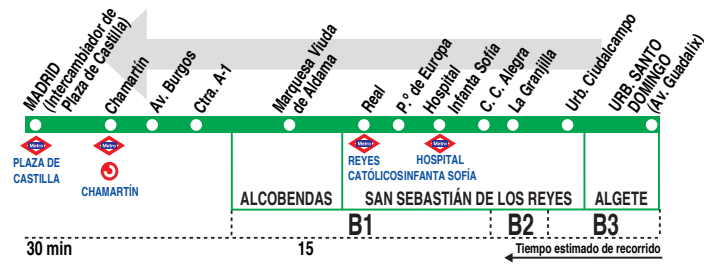 MADRID
(Intercambiador de
Plaza de Castilla)
Chamartín
Av. Burgos
Ctra. A-1
Marquesa Viuda
de Aldama
Real
P.º de Europa
Hospital
Infanta Sofía
C. C. Alegra
La Granjilla
Urb. Ciudalcampo
URB. SANTO
DOMINGO
(Av. Guadalix)
Metro
Metro
Metro
Metro
PLAZA DE
CASTILLA
CHAMARTÍN
REYES
CATÓLICOS
HOSPITAL
INFANTA SOFÍA
ALCOBENDAS
SAN SEBASTIÁN DE LOS REYES
ALGETE
B1
B2
B3
30 min
15
Tiempo estimado de recorrido